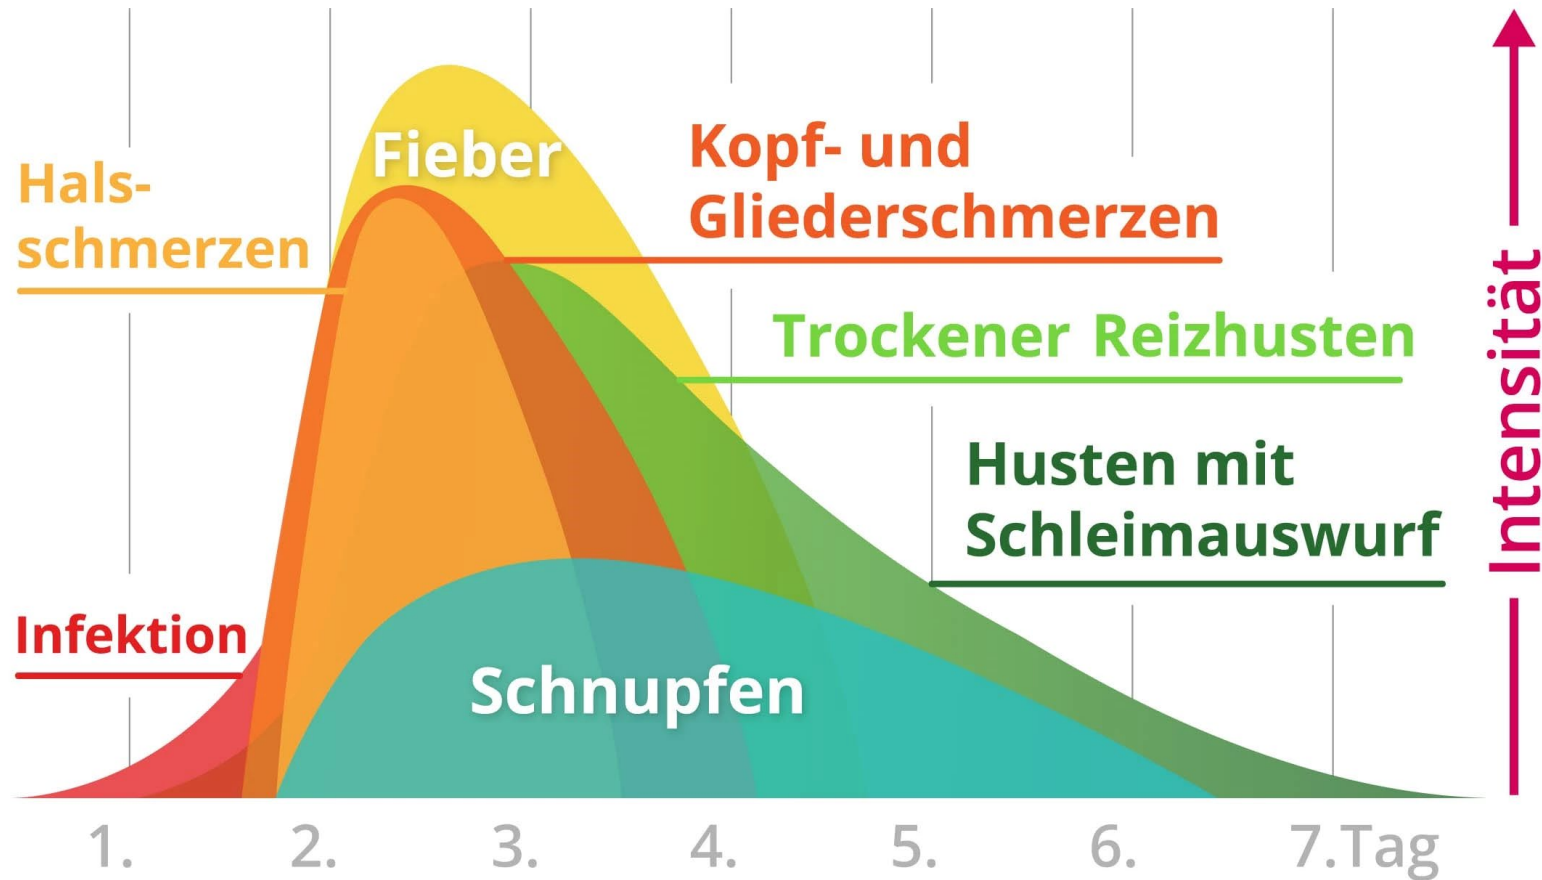 Fieber
Hals-
schmerzen
Kopf- und
Gliederschmerzen
Trockener Reizhusten
Husten mit
Schleimauswurf
Infektion
Schnupfen
Intensität
1. 2. 3. 4. 5. 6. 7.Tag